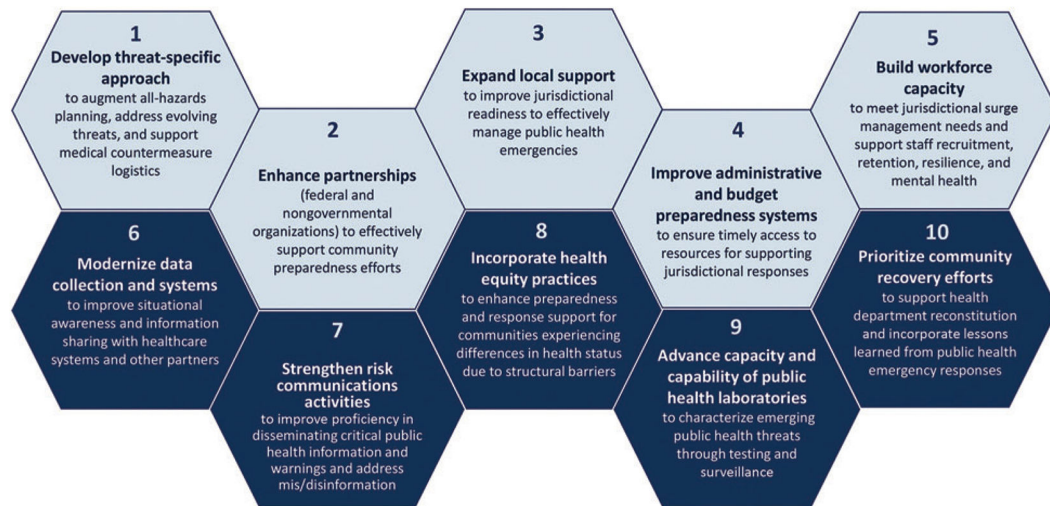 1
Develop threat-specific
approach
to augment all-hazards
planning, address evolving
threats, and support
medical countermeasure
logistics
2
Enhance partnerships
(federal and
nongovernmental
organizations) to effectively
support community
preparedness efforts
3
Expand local support
to improve jurisdictional
readiness to effectively
manage public health
emergencies
4
Improve administrative
and budget
preparedness systems
to ensure timely access to
resources for supporting
jurisdictional responses
5
Build workforce
capacity
to meet jurisdictional surge
management needs and
support staff recruitment,
retention, resilience, and
mental health
6
Modernize data
collection and systems
to improve situational
awareness and information
sharing with healthcare
systems and other partners
7
Strengthen risk
communications
activities
to improve proficiency in
disseminating critical public
health information and
warnings and address
mis/disinformation
8
Incorporate health
equity practices
to enhance preparedness
and response support for
communities experiencing
differences in health status
due to structural barriers
9
Advance capacity and
capability of public
health laboratories
to characterize emerging
public health threats
through testing and
surveillance
10
Prioritize community
recovery efforts
to support health
department reconstitution
and incorporate lessons
learned from public health
emergency responses